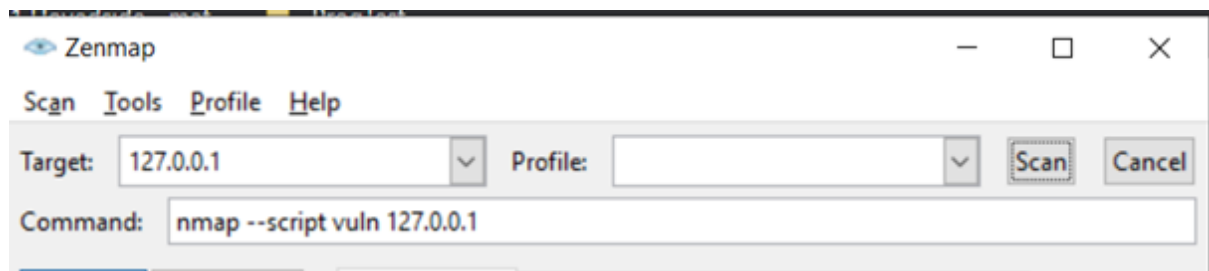 Zenmap
Scan Tools Profile Help
Target: 127.0.0.1 Profile: Scan Cancel
Command: nmap --script vuln 127.0.0.1